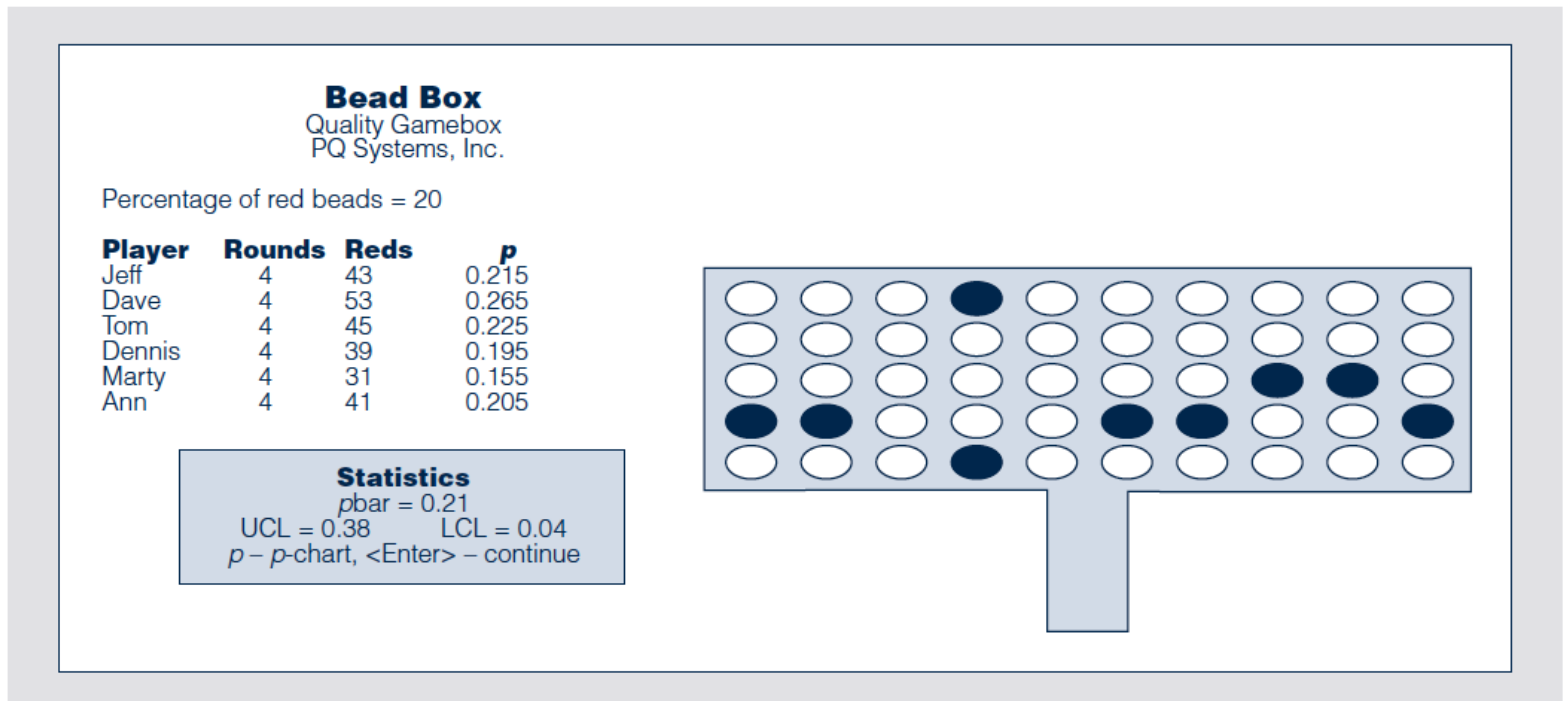 Bead Box
Quality Gamebox
PQ Systems, Inc.
Percentage of red beads = 20
Player Rounds Reds p
Jeff 4 43 0.215
Dave 4 53 0.265
Tom 4 45 0.225
Dennis 4 39 0.195
Marty 4 31 0.155
Ann 4 41 0.205
Statistics
pbar = 0.21
UCL = 0.38 LCL = 0.04
p – p-chart, <Enter> – continue